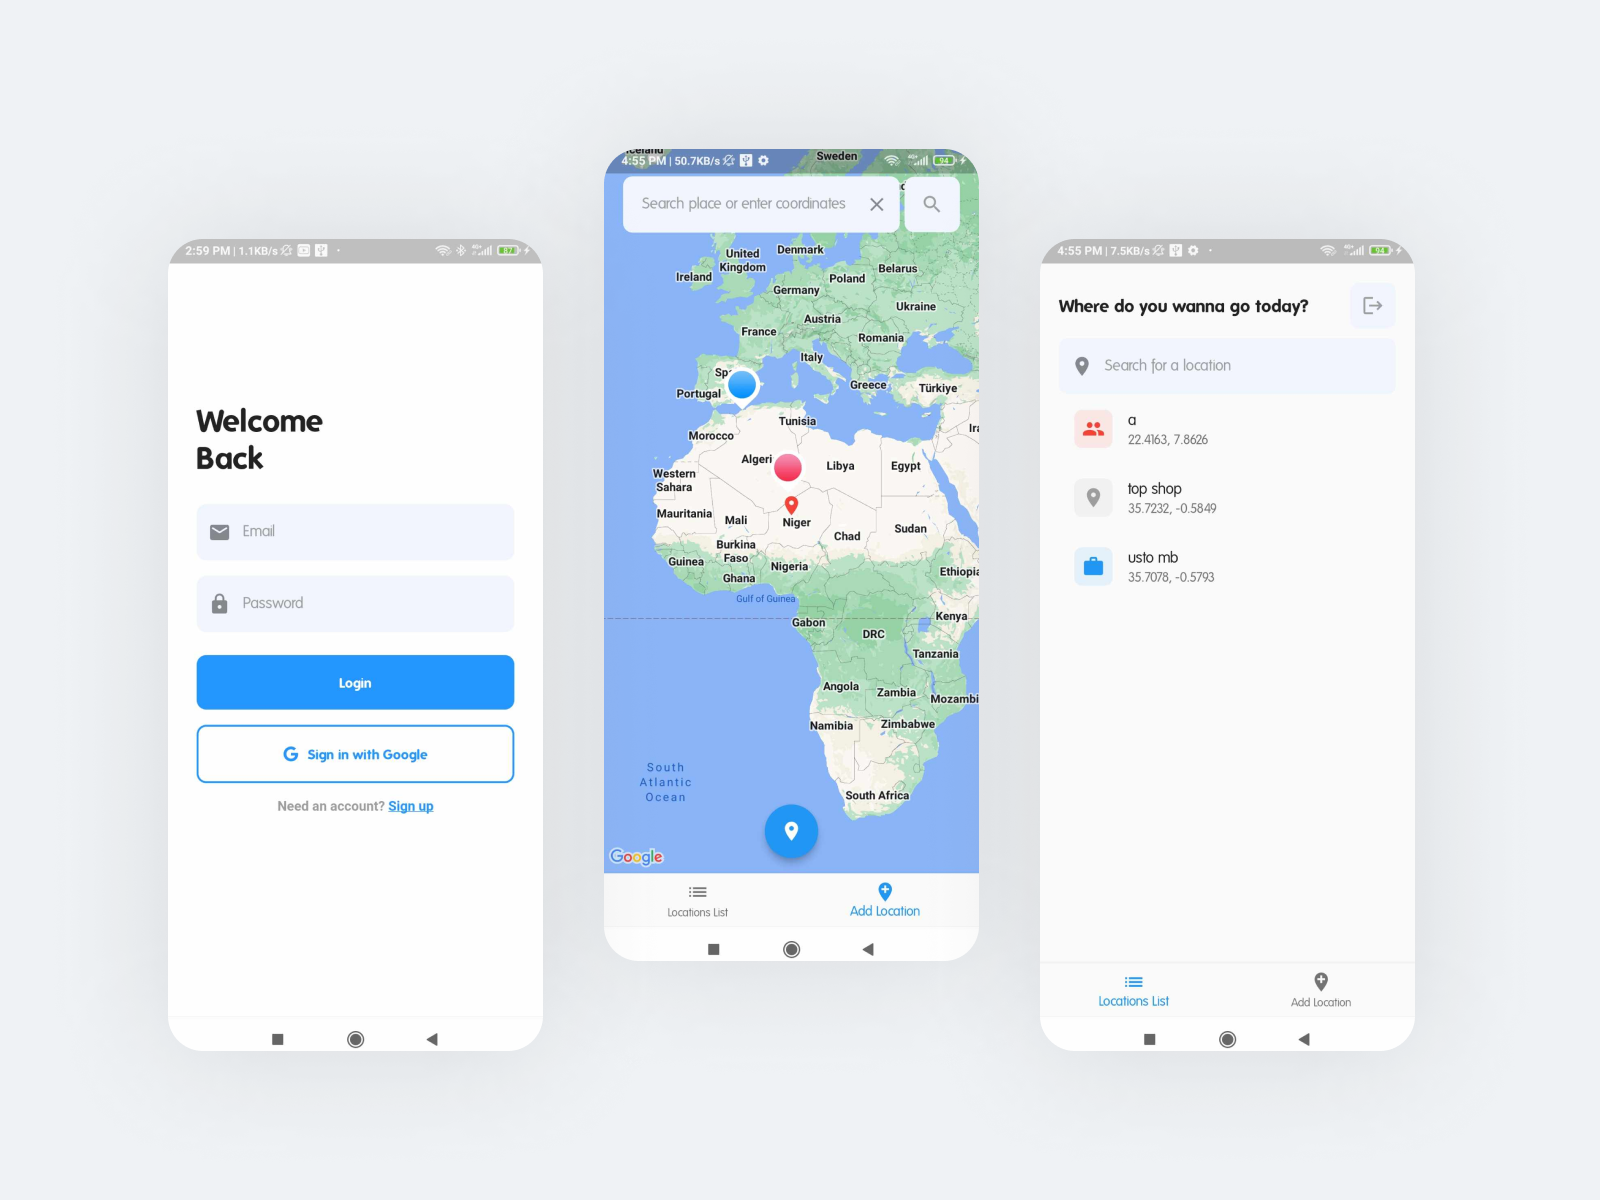 2:59 PM | 1.1KB/s
87
Welcome
Back
Email
Password
Login
G Sign in with Google
Need an account? Sign up
Iceland
Sweden
4:55 PM | 50.7KB/s
94
Search place or enter coordinates
United
Kingdom
Denmark
Ireland
Belarus
Poland
Germany
Ukraine
Austria
France
Romania
Italy
Sp
Greece
Türkiye
Portugal
Tunisia
Morocco
Ira
Algeri
Libya
Egypt
Western
Sahara
Mauritania
Mali
Niger
Sudan
Chad
Burkina
Faso
Guinea
Nigeria
Ghana
Ethiopia
Gulf of Guinea
Gabon
Kenya
DRC
Tanzania
Angola
Zambia
Mozambi
Namibia
Zimbabwe
South
Atlantic
Ocean
South Africa
Google
Locations List
Add Location
4:55 PM | 7.5KB/s
94
Where do you wanna go today?
Search for a location
a
22.4163, 7.8626
top shop
35.7232, -0.5849
usto mb
35.7078, -0.5793
Locations List
Add Location